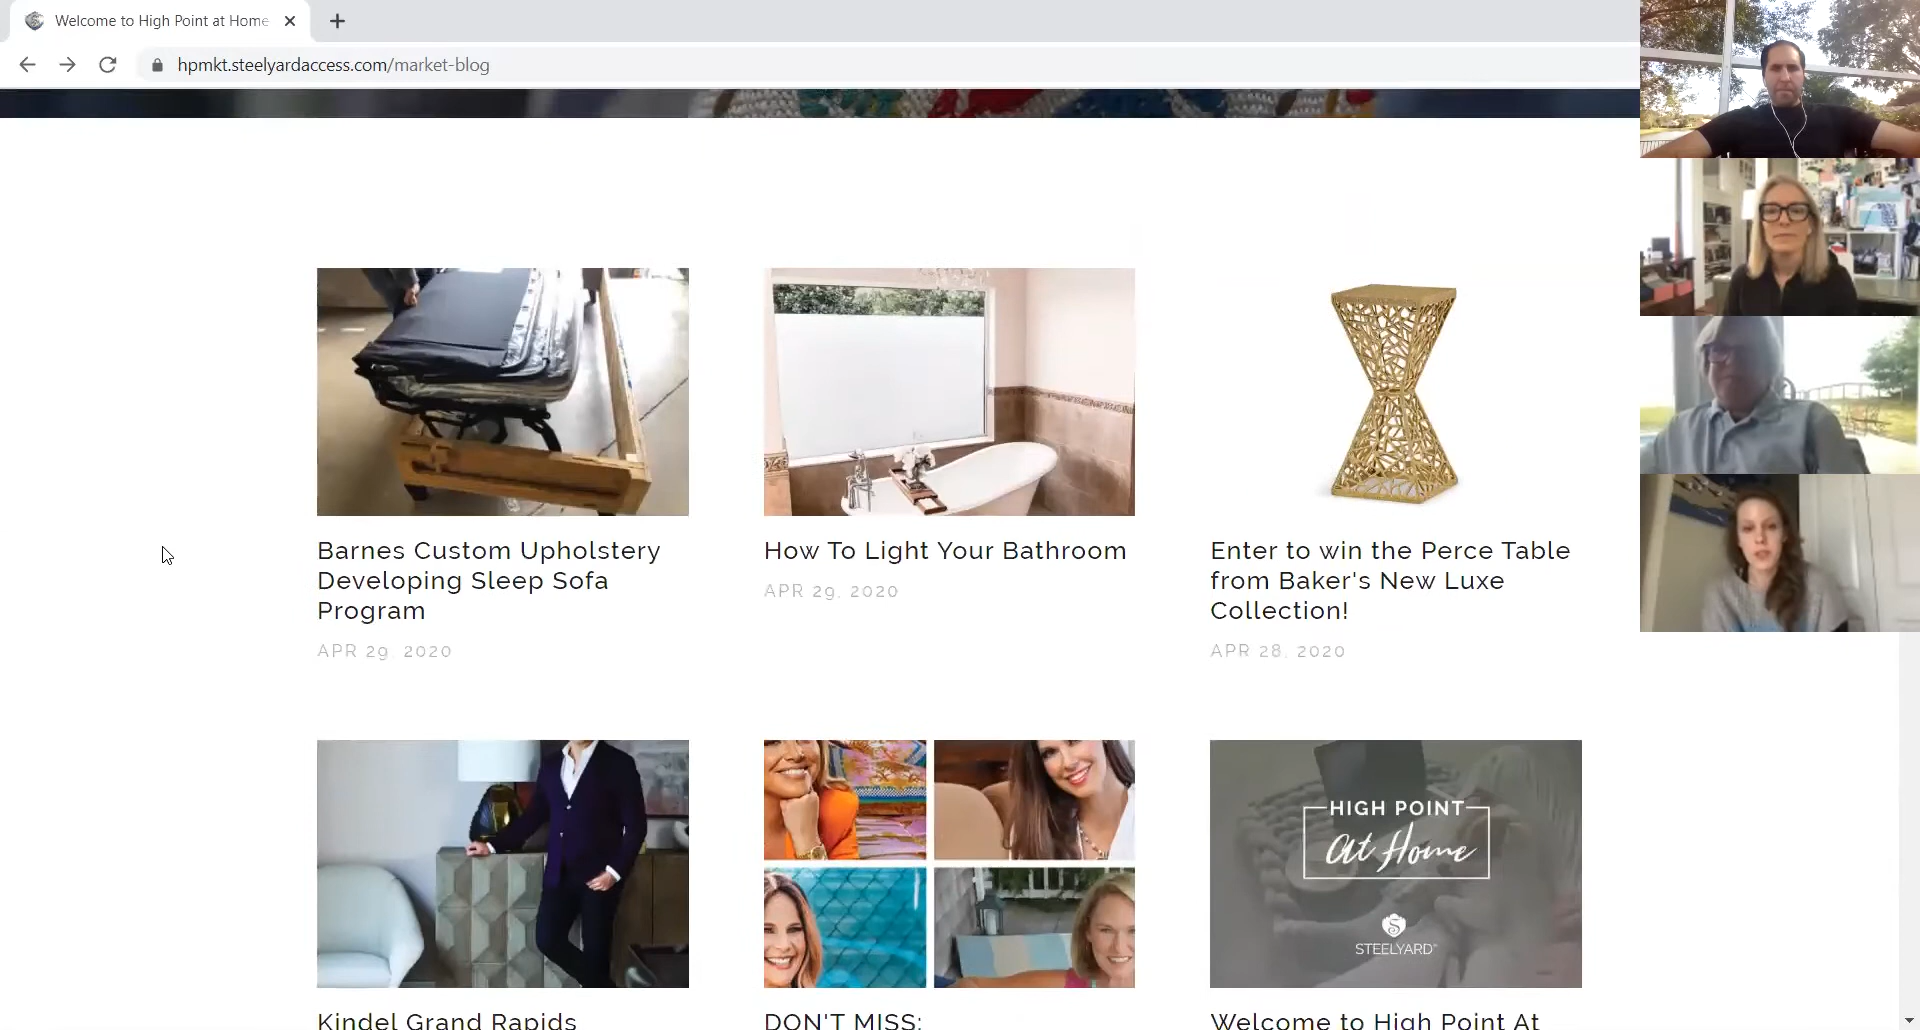 Welcome to High Point at Home
hpmkt.steelyardaccess.com/market-blog
Barnes Custom Upholstery
Developing Sleep Sofa
Program
APR 29, 2020
How To Light Your Bathroom
APR 29, 2020
Enter to win the Perce Table
from Baker's New Luxe
Collection!
APR 28, 2020
HIGH POINT
At Home
STEELYARD
Kindel Grand Rapids
DON'T MISS:
Welcome to High Point At